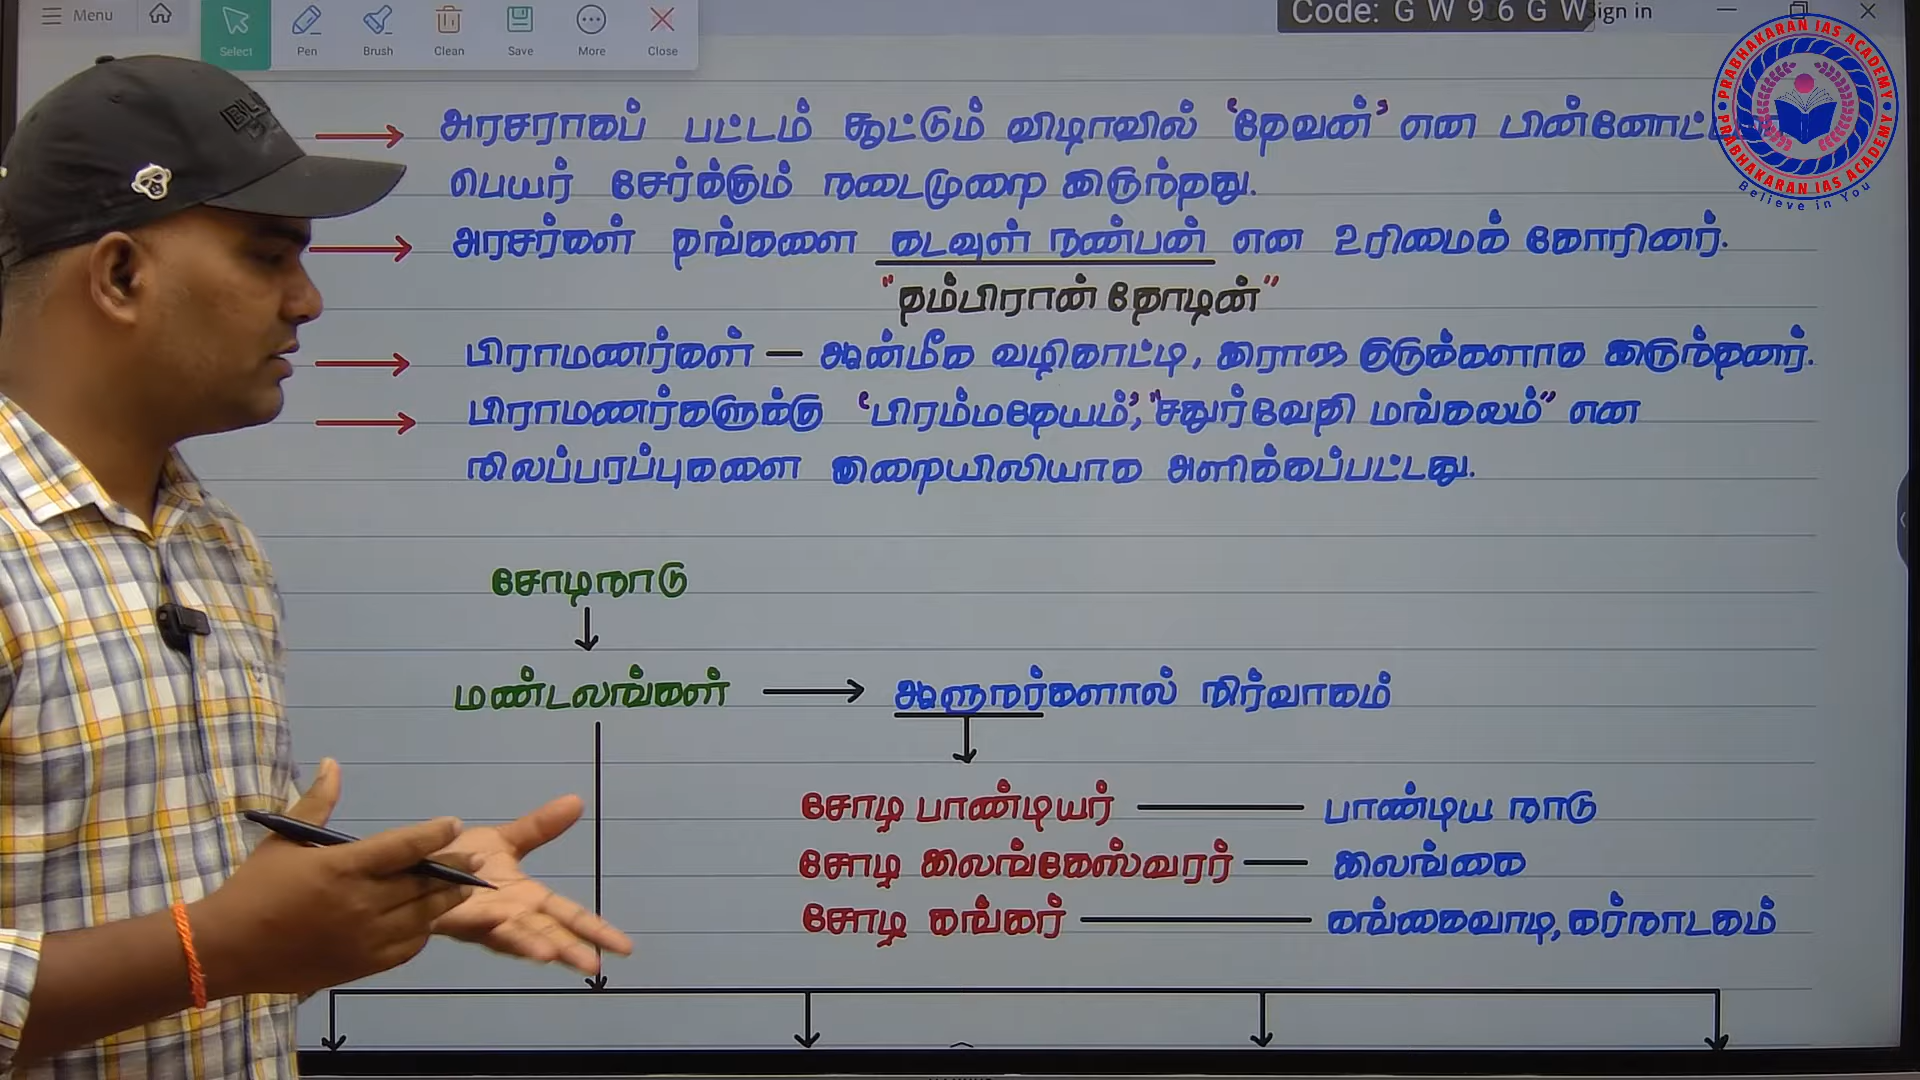 Menu
Select
Pen
Brush
Clean
Save
More
Close
Code: G W 9 6 G W
Sign in
PRABHAKARAN IAS ACADEMY
PRABHAKARAN IAS ACADEMY
Believe in You
அரசராகப் பட்டம் சூட்டும் விழாவில் 'தேவன்' என
பெயர் சேர்க்கும் நடைமுறை இருந்தது.
அரசர்கள் தங்களை கடவுள் நண்பன் என உரிமைக் கோரினர்.
"தம்பிரான் தோழன்"
பிராமணர்கள் — ஆன்மீக வழிகாட்டி, இராஜ குருக்களாக இருந்தனர்.
பிராமணர்களுக்கு 'பிரம்மதேயம்', "சதுர்வேதி மங்கலம்" என
நிலப்பரப்புகளை இறையிலியாக அளிக்கப்பட்டது.
சோழநாடு
மண்டலங்கள் → ஆளுநர்களால் நிர்வாகம்
சோழ பாண்டியர் — பாண்டிய நாடு
சோழ இலங்கேஸ்வரர் — இலங்கை
சோழ கங்கர் — கங்கைவாடி, கர்நாடகம்